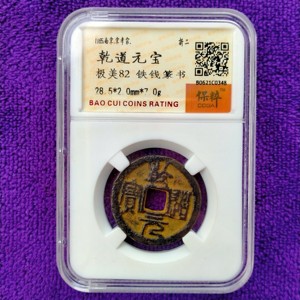 折二
乾道元宝
极美82 铁钱篆书
28.5*2.0mm*7.0g
BAO CUI COINS RATING
B0621C0348
保粹